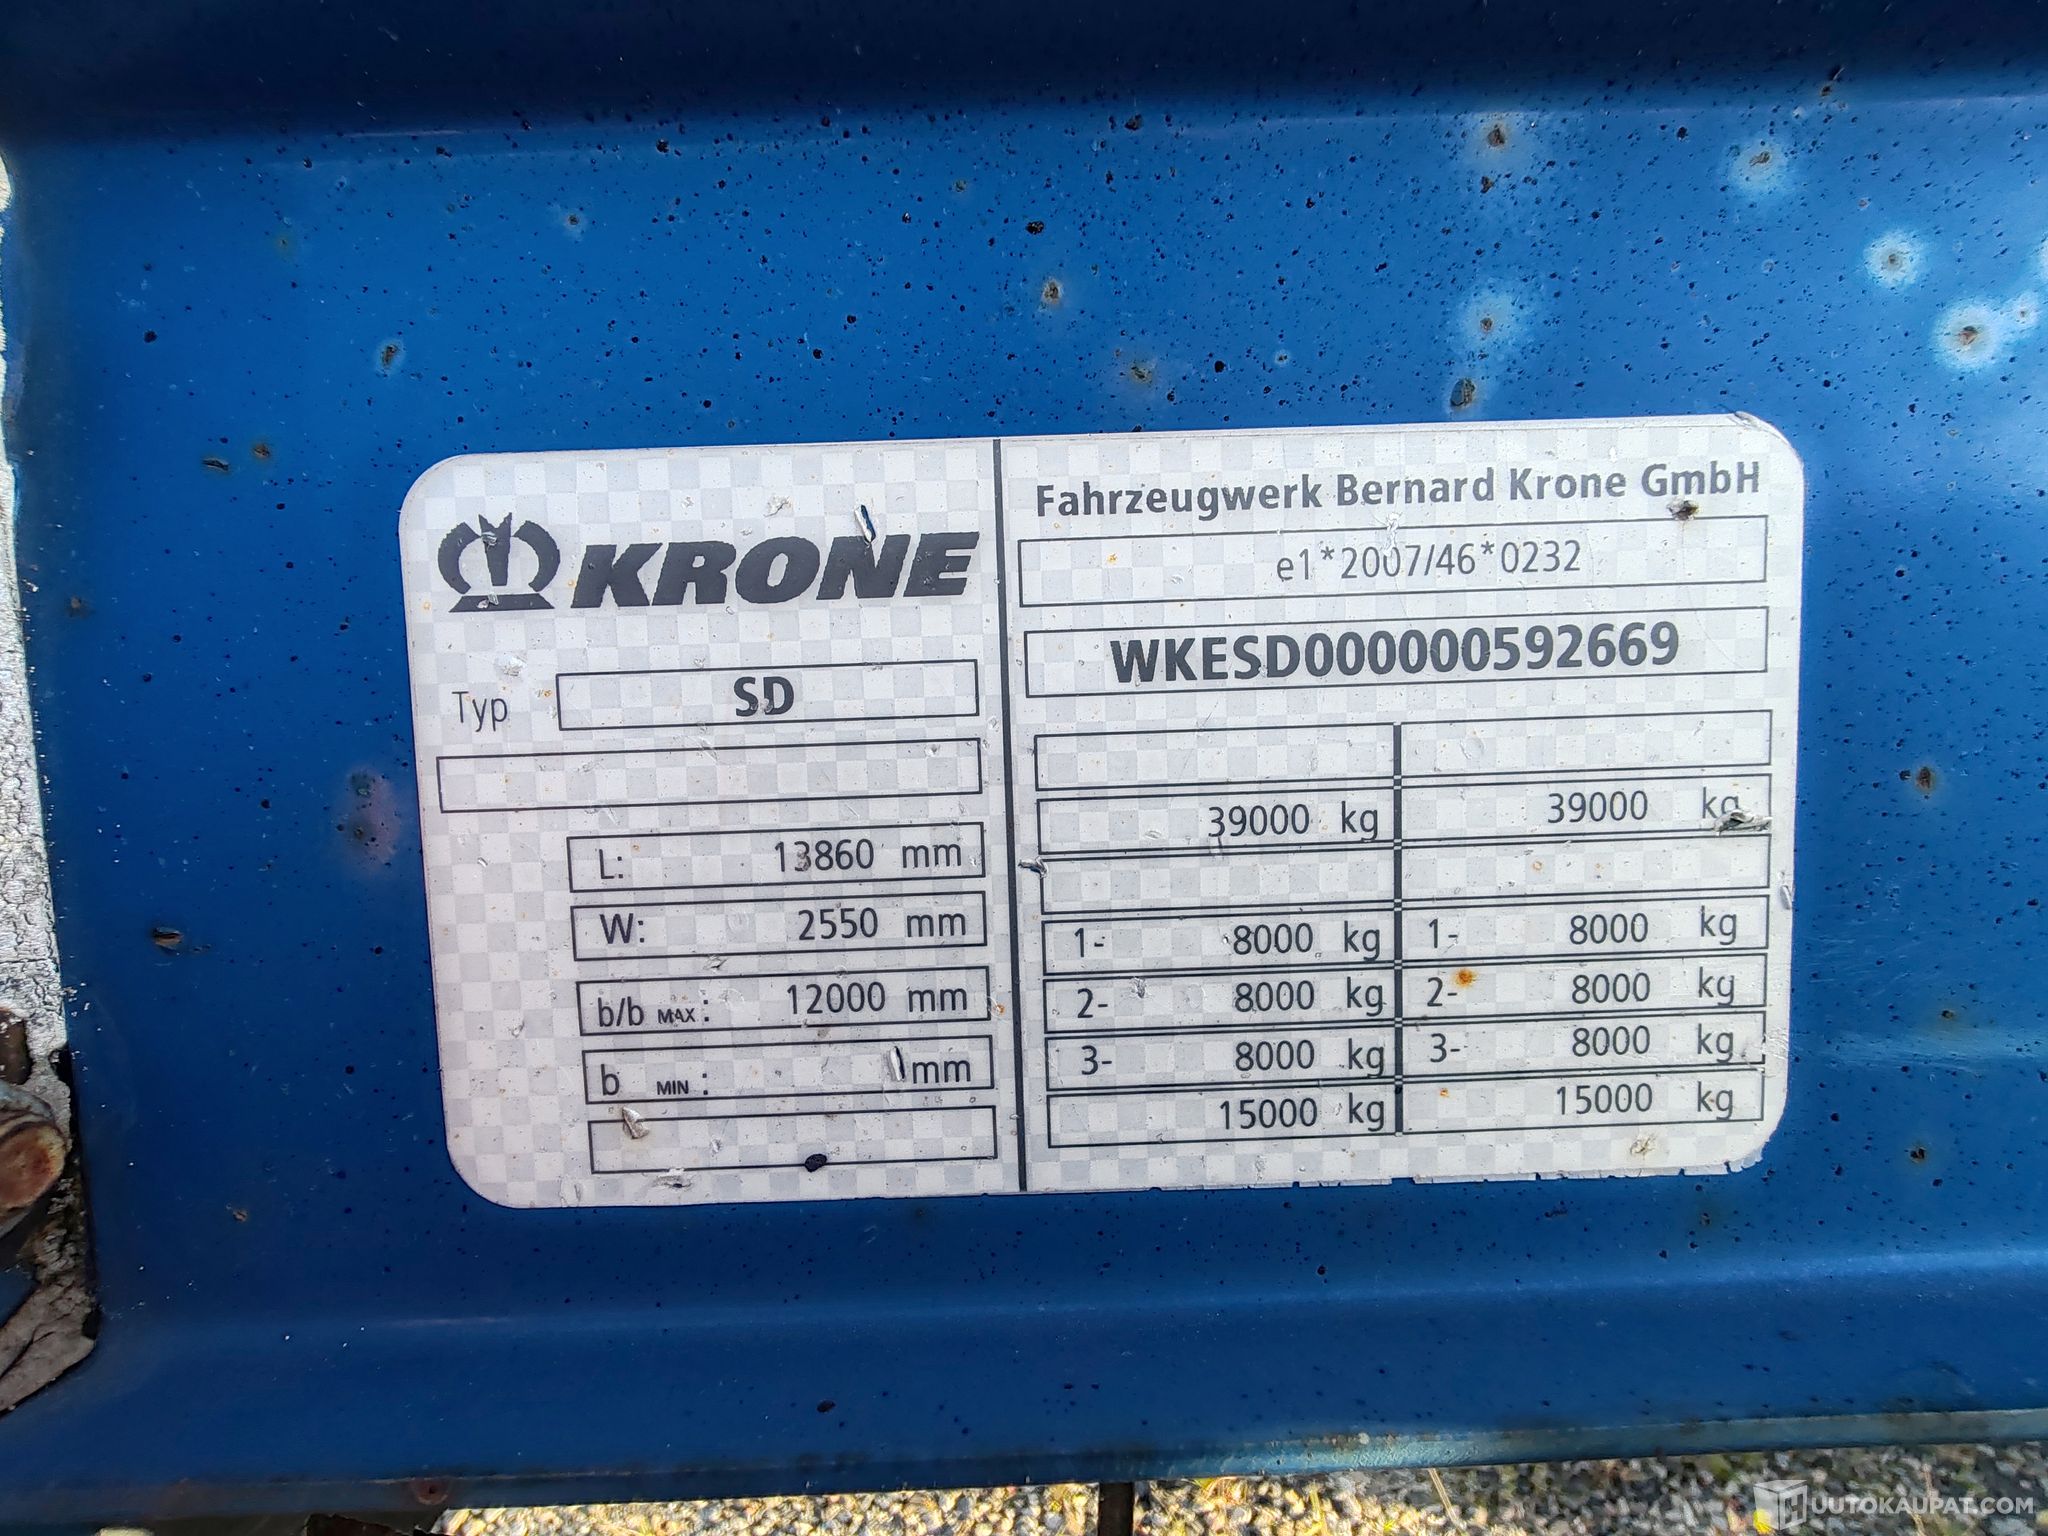 KRONE
Typ SD
L: 13860 mm
W: 2550 mm
b/b MAX : 12000 mm
b MIN : mm
Fahrzeugwerk Bernard Krone GmbH
e1*2007/46*0232
WKESD000000592669
39000 kg 39000 kg
1- 8000 kg 1- 8000 kg
2- 8000 kg 2- 8000 kg
3- 8000 kg 3- 8000 kg
15000 kg 15000 kg
UUTOKAUPAT.COM